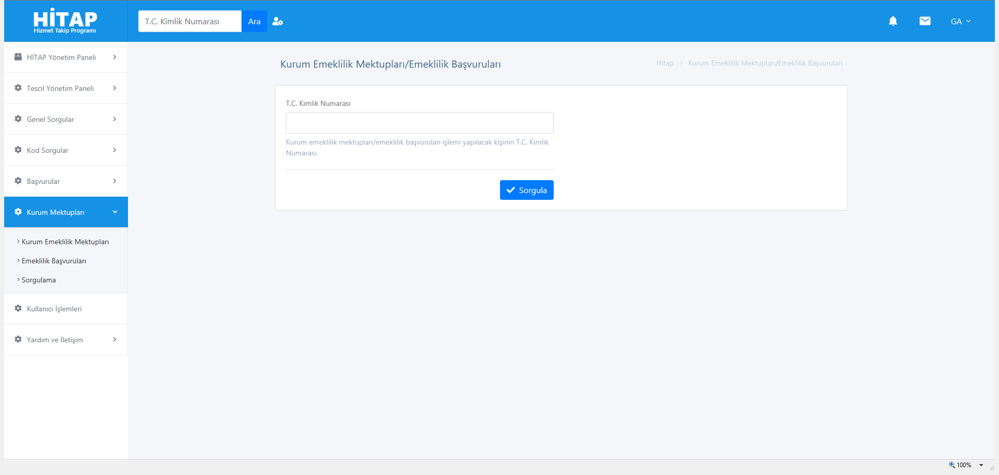 HİTAP
Hizmet Takip Programı
T.C. Kimlik Numarası
Ara
GA
HİTAP Yönetim Paneli
Tescil Yönetim Paneli
Genel Sorgular
Kod Sorgular
Başvurular
Kurum Mektupları
Kurum Emeklilik Mektupları
Emeklilik Başvuruları
Sorgulama
Kullanıcı İşlemleri
Yardım ve İletişim
Kurum Emeklilik Mektupları/Emeklilik Başvuruları
Hitap > Kurum Emeklilik Mektupları/Emeklilik Başvuruları
T.C. Kimlik Numarası
Kurum emeklilik mektupları/emeklilik başvuruları işlemi yapılacak kişinin T.C. Kimlik
Numarası.
Sorgula
100%